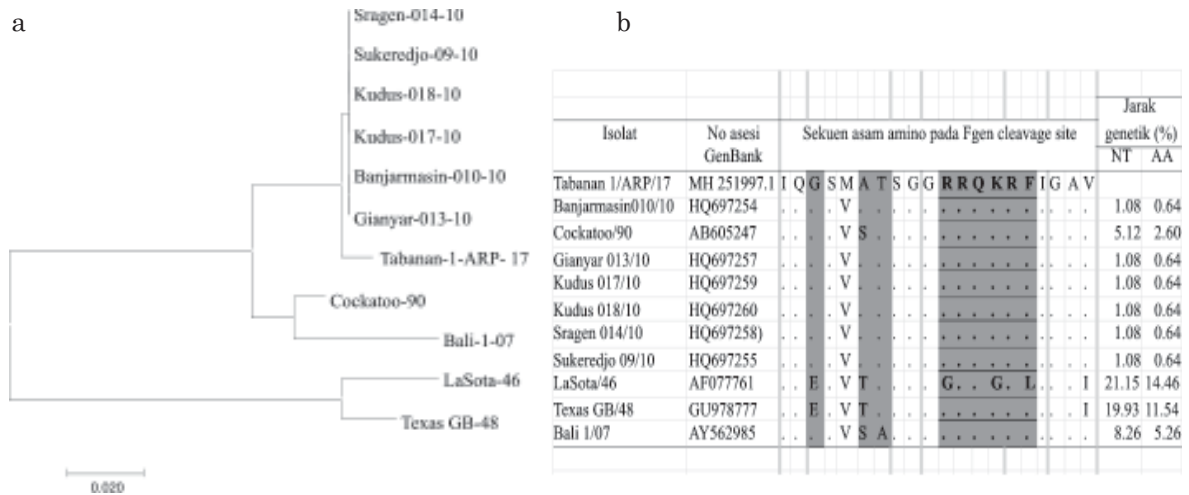 a
Sragen-014-10
Sukeredjo-09-10
Kudus-018-10
Kudus-017-10
Banjarmasin-010-10
Gianyar-013-10
Tabanan-1-ARP- 17
Cockatoo-90
Bali-1-07
LaSota-46
Texas GB-48
0.020
b
Isolat No asesi GenBank Sekuen asam amino pada Fgen cleavage site Jarak genetik (%)
NT AA
Tabanan 1/ARP/17 MH 251997.1 I Q G S M A T S G G R R Q K R F I G A V
Banjarmasin010/10 HQ697254 . . . . V . . . . . . . . . . . . . . . 1.08 0.64
Cockatoo/90 AB605247 . . . . V S . . . . . . . . . . . . . . 5.12 2.60
Gianyar 013/10 HQ697257 . . . . V . . . . . . . . . . . . . . . 1.08 0.64
Kudus 017/10 HQ697259 . . . . V . . . . . . . . . . . . . . . 1.08 0.64
Kudus 018/10 HQ697260 . . . . V . . . . . . . . . . . . . . . 1.08 0.64
Sragen 014/10 HQ697258) . . . . V . . . . . . . . . . . . . . . 1.08 0.64
Sukeredjo 09/10 HQ697255 . . . . V . . . . . . . . . . . . . . . 1.08 0.64
LaSota/46 AF077761 . . E . V T . . . . G . . G . L . . . I 21.15 14.46
Texas GB/48 GU978777 . . E . V T . . . . . . . . . . . . . I 19.93 11.54
Bali 1/07 AY562985 . . . . V S A . . . . . . . . . . . . . 8.26 5.26